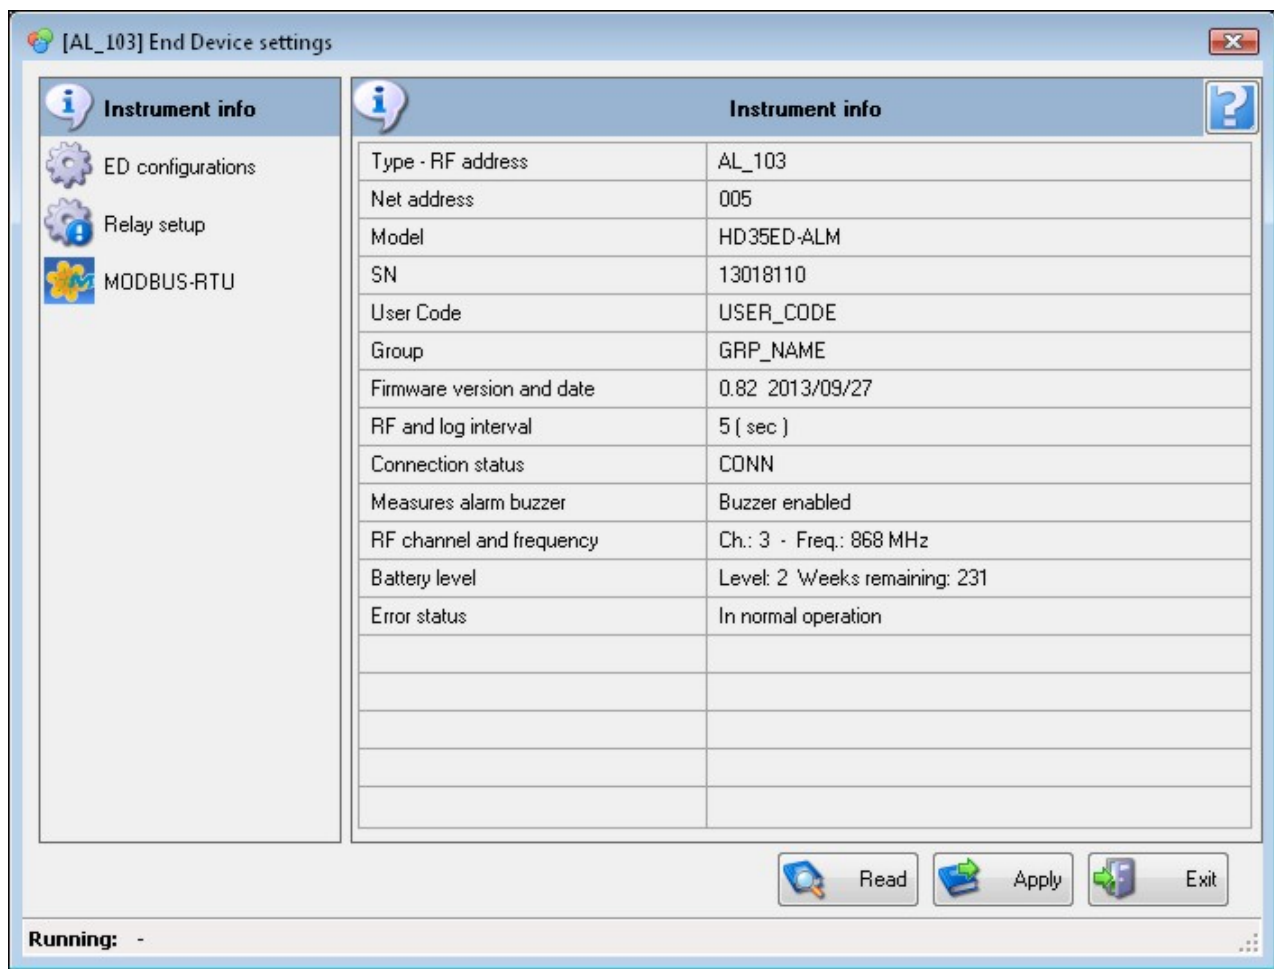 [AL_103] End Device settings
Instrument info
ED configurations
Relay setup
MODBUS-RTU
Instrument info
Type - RF address AL_103
Net address 005
Model HD35ED-ALM
SN 13018110
User Code USER_CODE
Group GRP_NAME
Firmware version and date 0.82 2013/09/27
RF and log interval 5 ( sec )
Connection status CONN
Measures alarm buzzer Buzzer enabled
RF channel and frequency Ch.: 3 - Freq.: 868 MHz
Battery level Level: 2 Weeks remaining: 231
Error status In normal operation
Read Apply Exit
Running: -